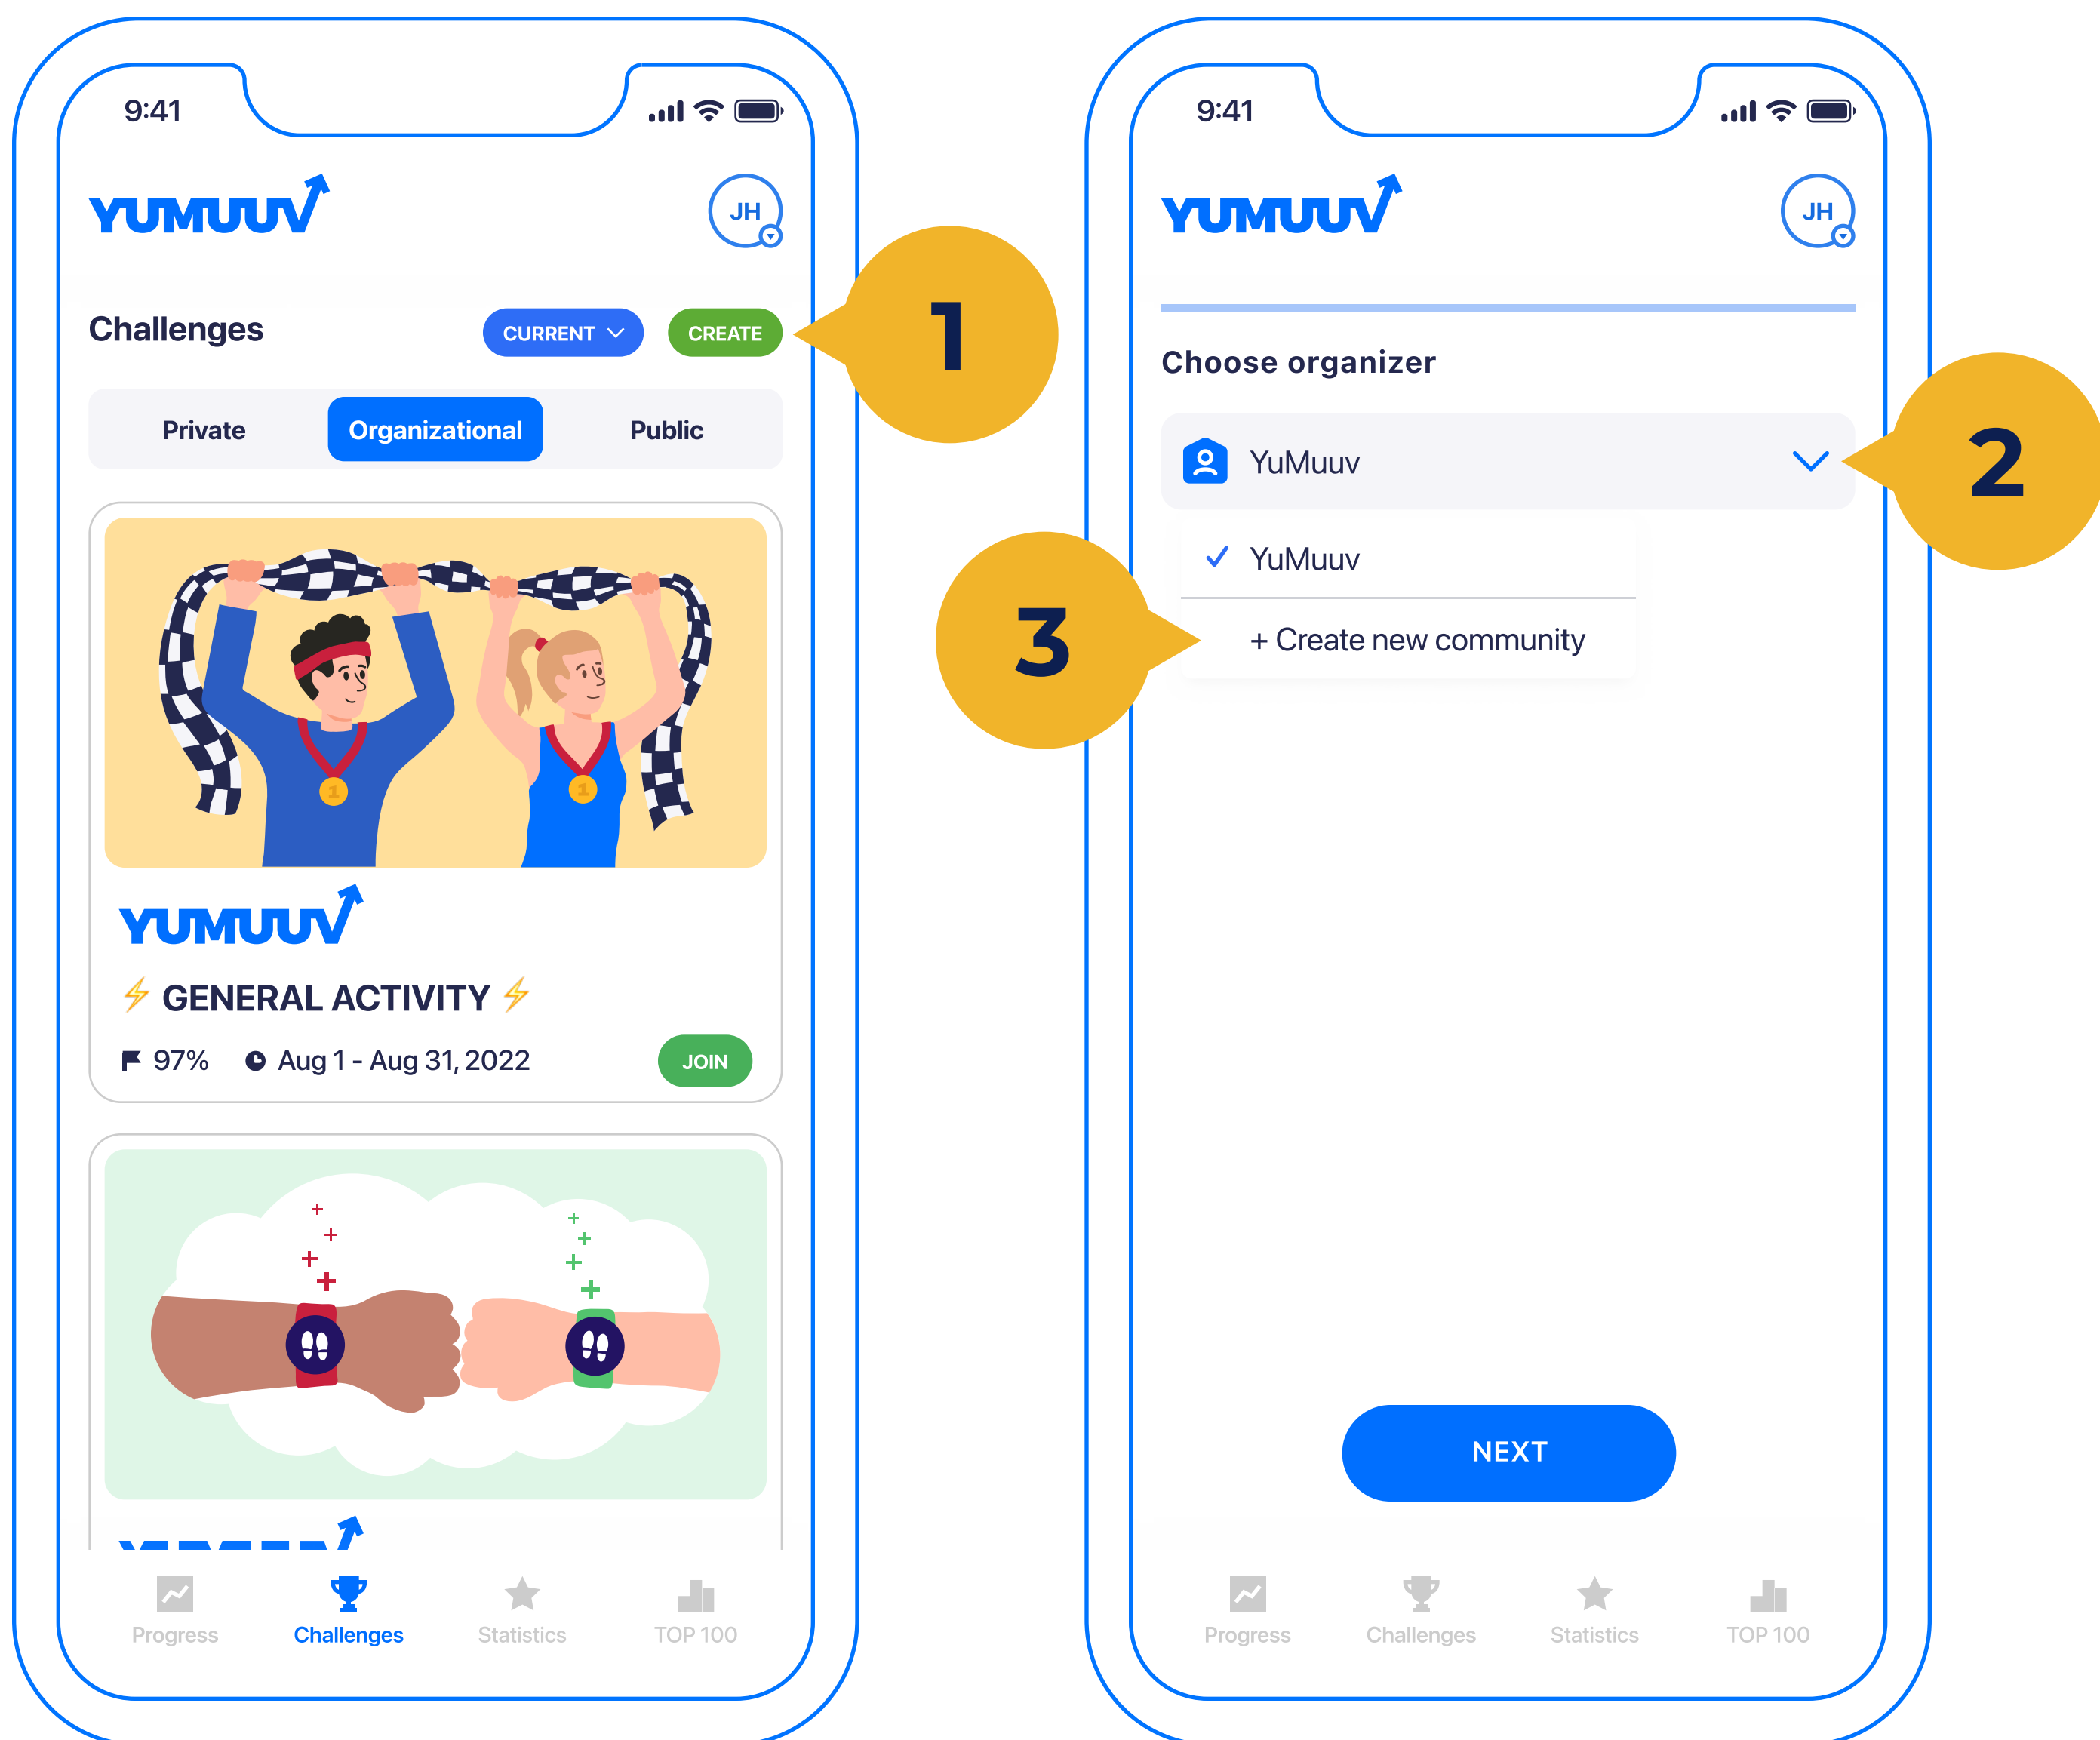 9:41
YUMUUV
JH
Challenges
CURRENT
CREATE
1
Private
Organizational
Public
1
1
YUMUUV
⚡ GENERAL ACTIVITY ⚡
97%
Aug 1 - Aug 31, 2022
JOIN
Progress
Challenges
Statistics
TOP 100
9:41
YUMUUV
JH
Choose organizer
YuMuuv
2
YuMuuv
3
+ Create new community
NEXT
Progress
Challenges
Statistics
TOP 100